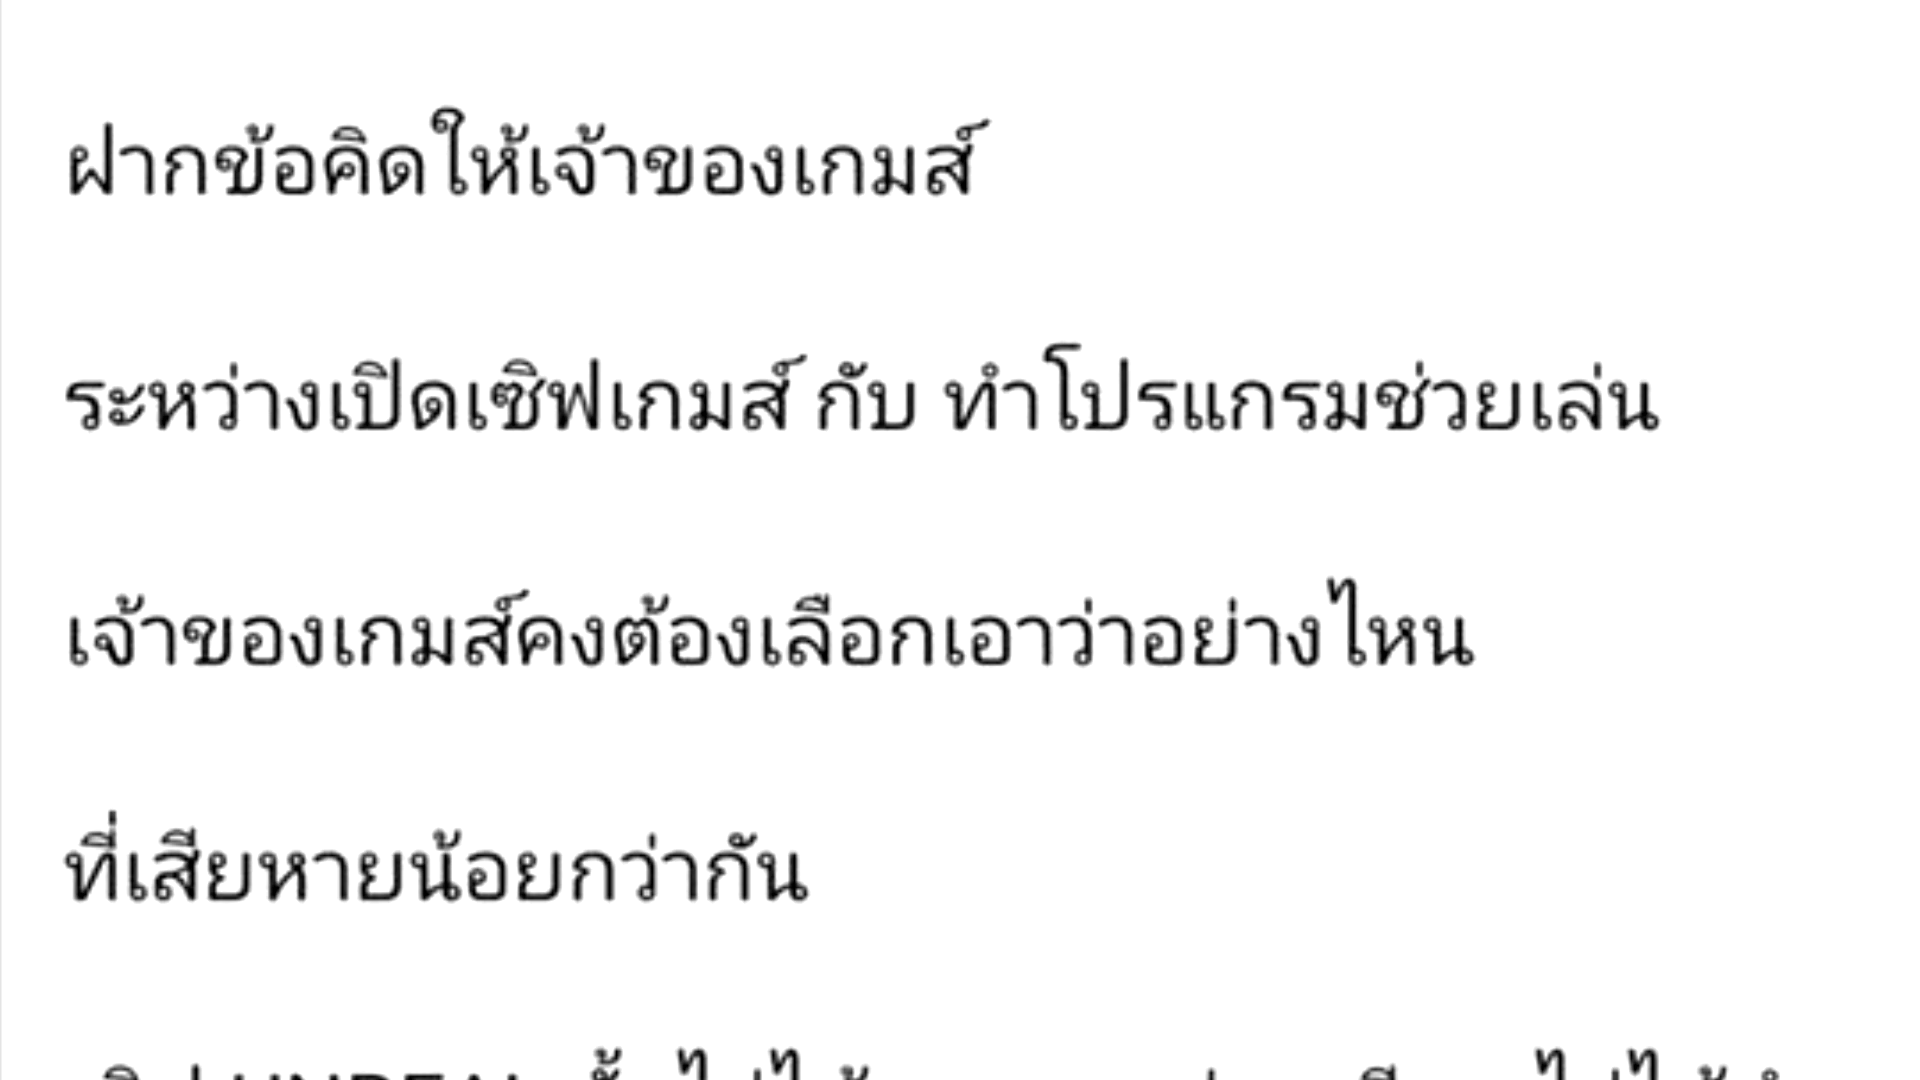 ฝากข้อคิดให้เจ้าของเกมส์
ระหว่างเปิดเซิฟเกมส์ กับ ทำโปรแกรมช่วยเล่น
เจ้าของเกมส์คงต้องเลือกเอาว่าอย่างไหน
ที่เสียหายน้อยกว่ากัน